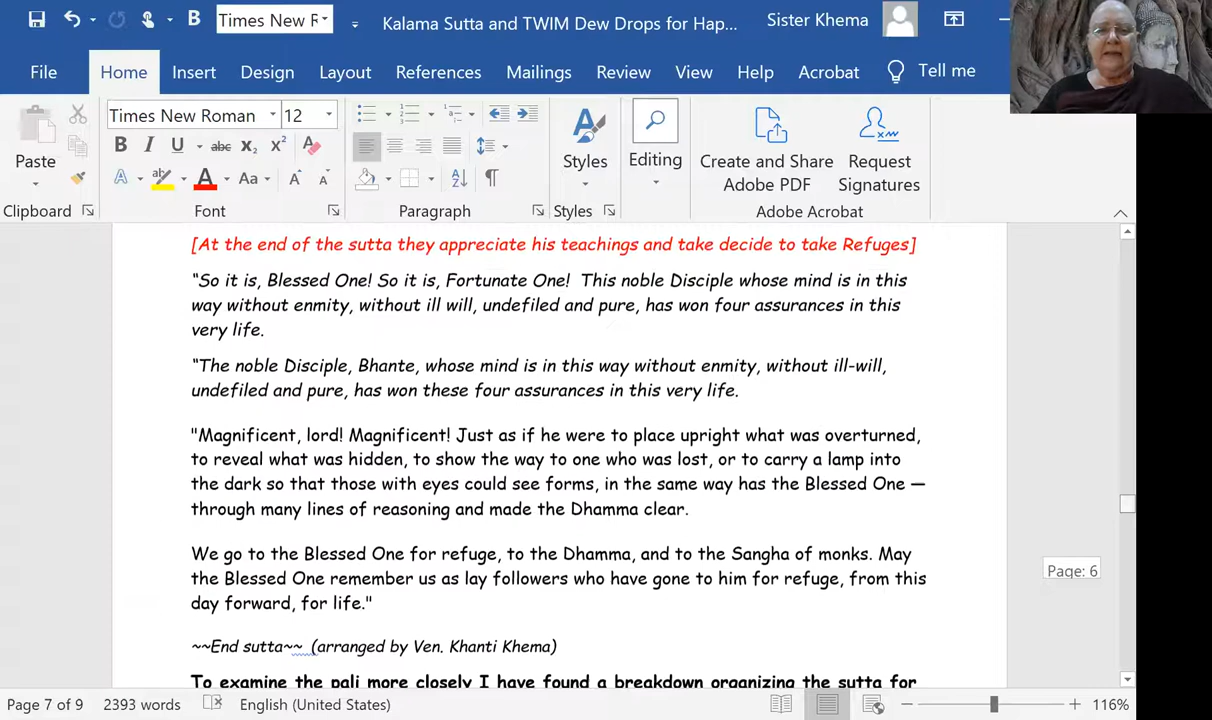 B
Times New R
Kalama Sutta and TWIM Dew Drops for Hap...
Sister Khema
File
Home
Insert
Design
Layout
References
Mailings
Review
View
Help
Acrobat
Tell me
Paste
Clipboard
Times New Roman
12
B I U abc X₂ X²
A A Aa A A
Font
Paragraph
Styles
Styles
Editing
Create and Share
Adobe PDF
Request
Signatures
Adobe Acrobat
[At the end of the sutta they appreciate his teachings and take decide to take Refuges]
"So it is, Blessed One! So it is, Fortunate One! This noble Disciple whose mind is in this
way without enmity, without ill will, undefiled and pure, has won four assurances in this
very life.
"The noble Disciple, Bhante, whose mind is in this way without enmity, without ill-will,
undefiled and pure, has won these four assurances in this very life.
"Magnificent, lord! Magnificent! Just as if he were to place upright what was overturned,
to reveal what was hidden, to show the way to one who was lost, or to carry a lamp into
the dark so that those with eyes could see forms, in the same way has the Blessed One —
through many lines of reasoning and made the Dhamma clear.
We go to the Blessed One for refuge, to the Dhamma, and to the Sangha of monks. May
the Blessed One remember us as lay followers who have gone to him for refuge, from this
day forward, for life."
~~End sutta~~ (arranged by Ven. Khanti Khema)
To examine the pali more closely I have found a breakdown organizing the sutta for
Page: 6
Page 7 of 9
2393 words
English (United States)
116%